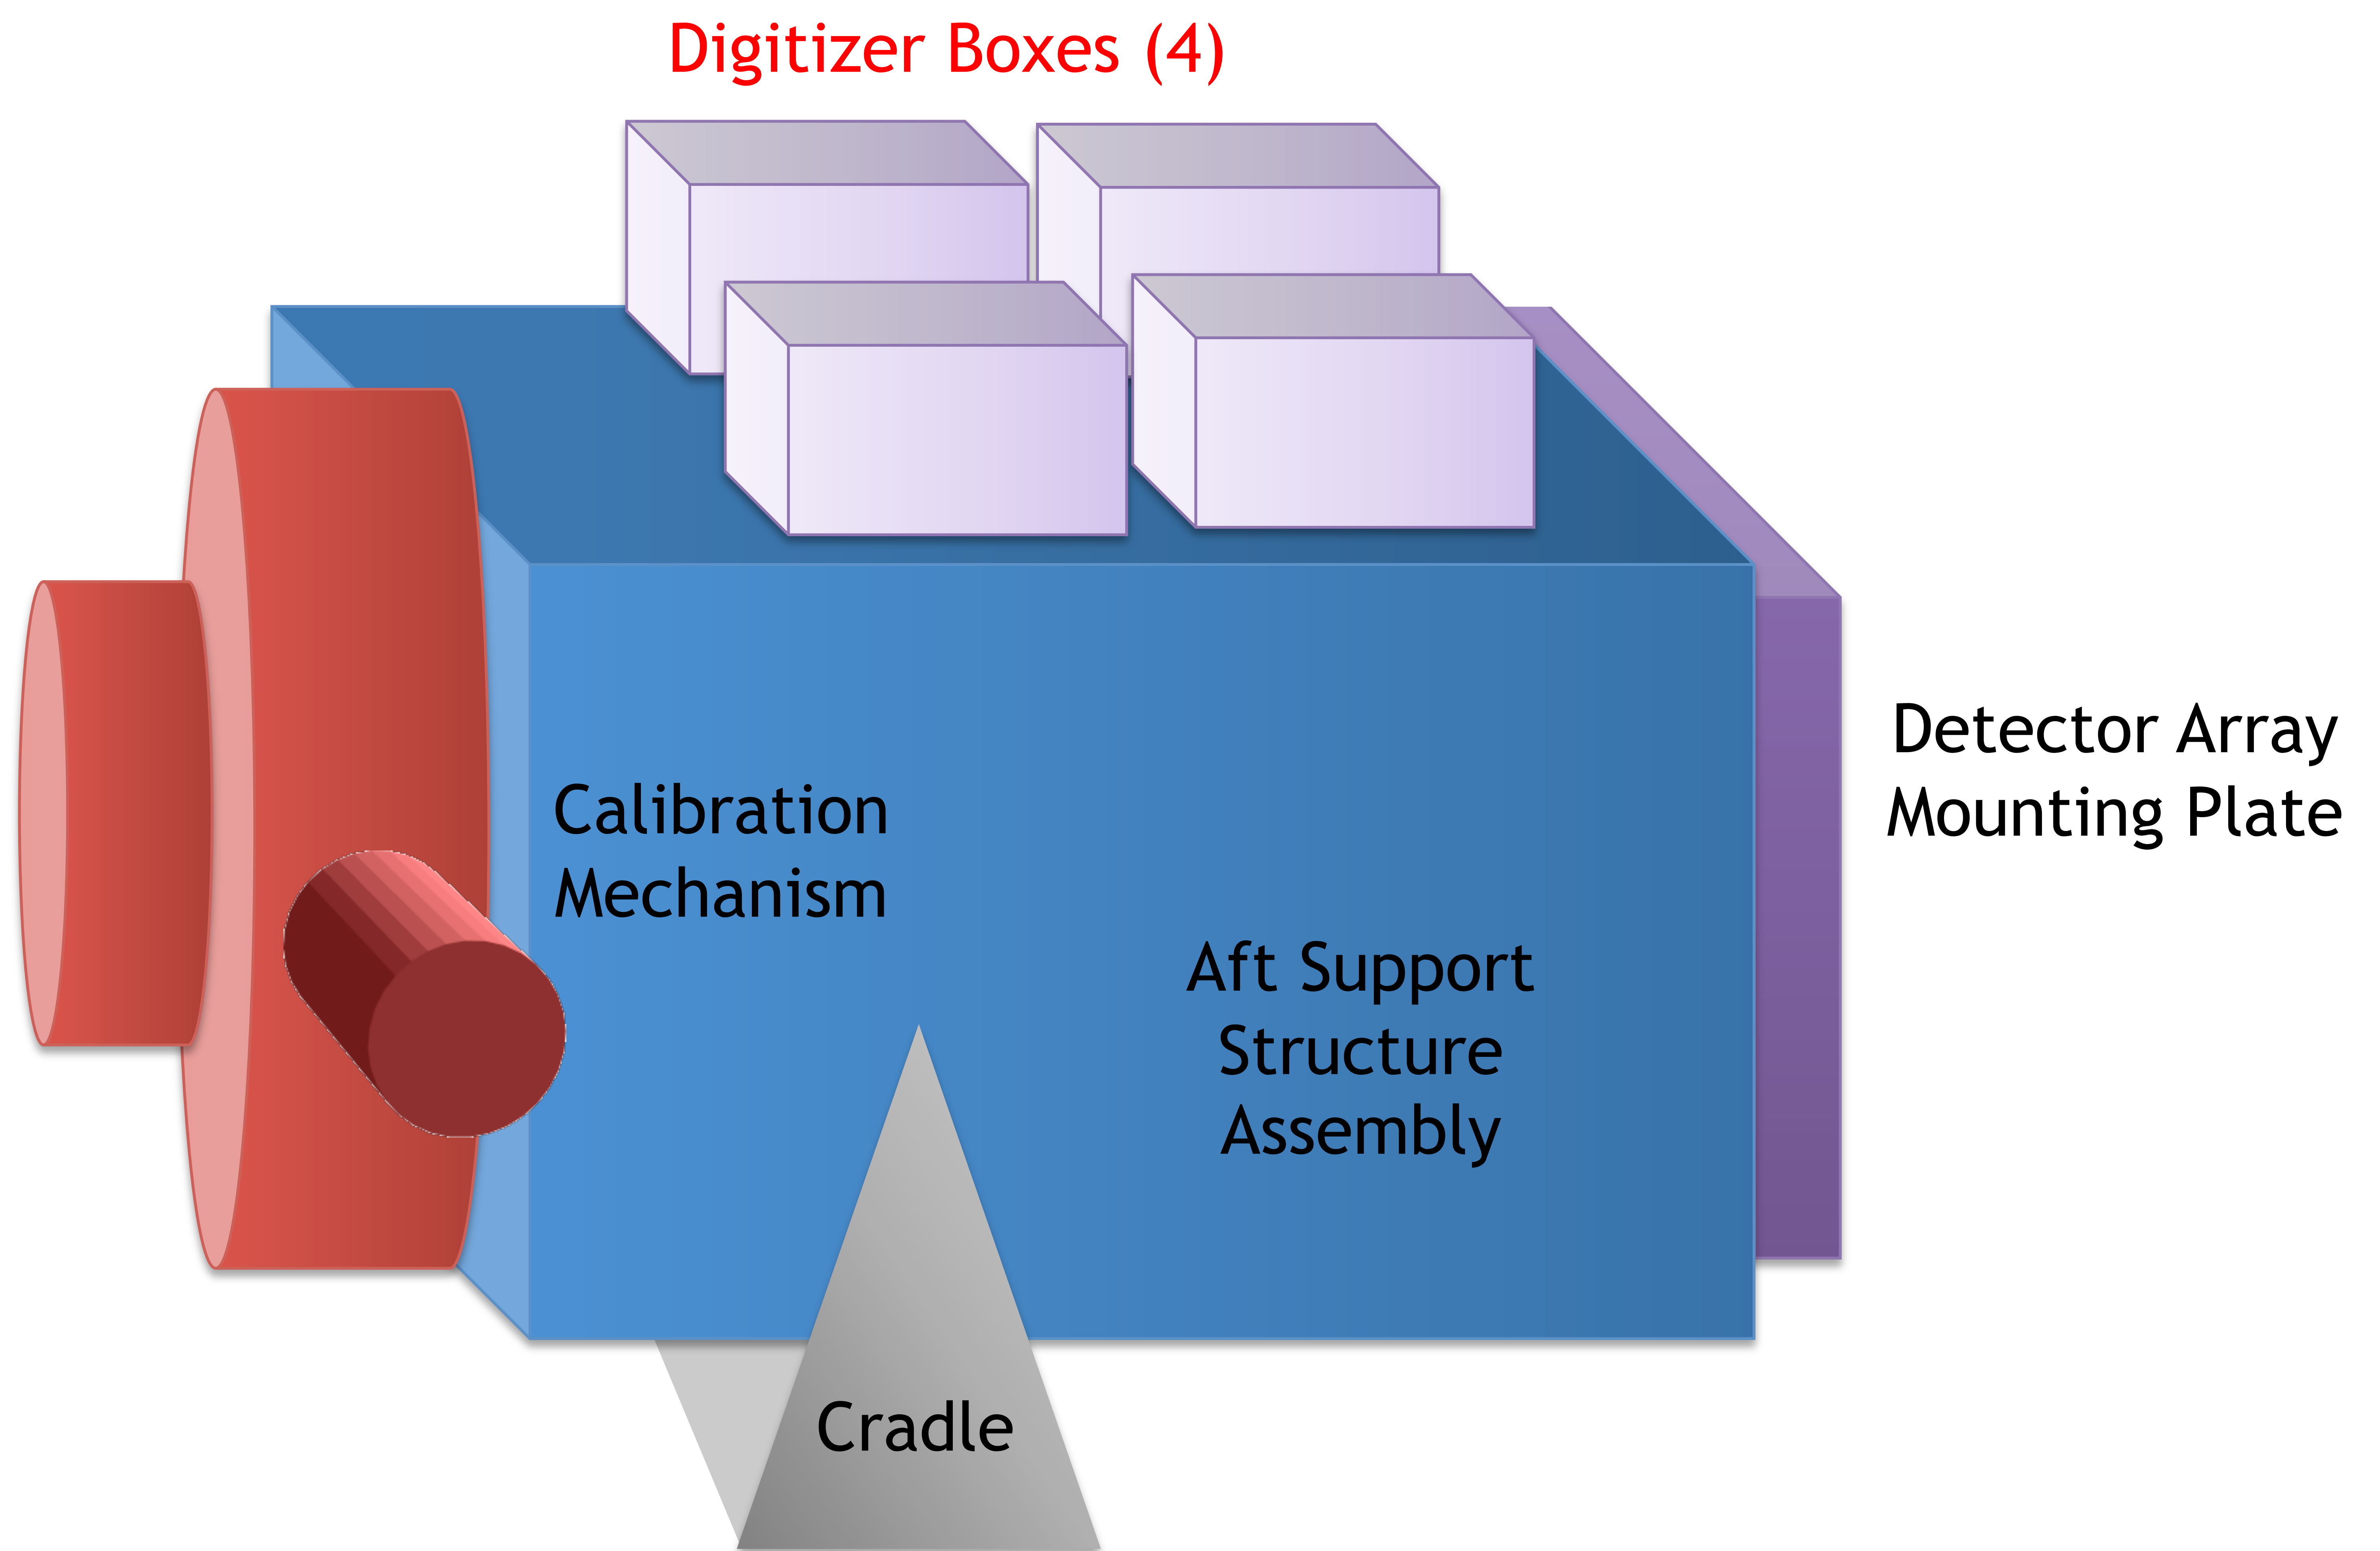 Digitizer Boxes (4)
Detector Array
Mounting Plate
Calibration
Mechanism
Aft Support
Structure
Assembly
Cradle